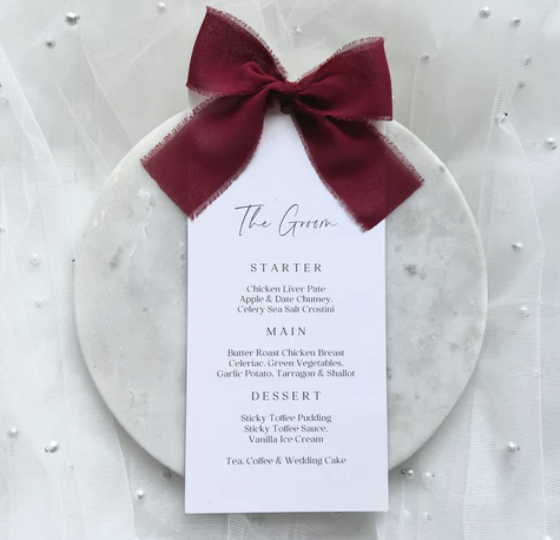 The Groom
STARTER
Chicken Liver Pate
Apple & Date Chutney,
Celery Sea Salt Crostini
MAIN
Butter Roast Chicken Breast
Celeriac, Green Vegetables,
Garlic Potato, Tarragon & Shallot
DESSERT
Sticky Toffee Pudding
Sticky Toffee Sauce,
Vanilla Ice Cream
Tea, Coffee & Wedding Cake